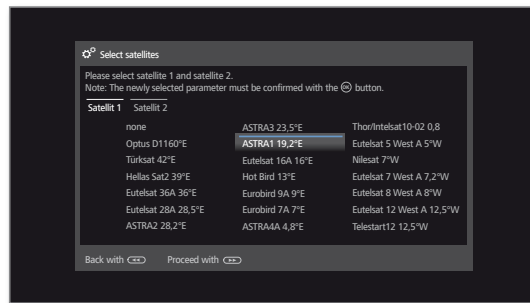 Select satellites
Please select satellite 1 and satellite 2.
Note: The newly selected parameter must be confirmed with the OK button.
Satellit 1 Satellit 2
none ASTRA3 23,5°E Thor/Intelsat10-02 0,8
Optus D1160°E ASTRA1 19,2°E Eutelsat 5 West A 5°W
Türksat 42°E Eutelsat 16A 16°E Nilesat 7°W
Hellas Sat2 39°E Hot Bird 13°E Eutelsat 7 West A 7,2°W
Eutelsat 36A 36°E Eurobird 9A 9°E Eutelsat 8 West A 8°W
Eutelsat 28A 28,5°E Eurobird 7A 7°E Eutelsat 12 West A 12,5°W
ASTRA2 28,2°E ASTRA4A 4,8°E Telestart12 12,5°W
Back with Proceed with